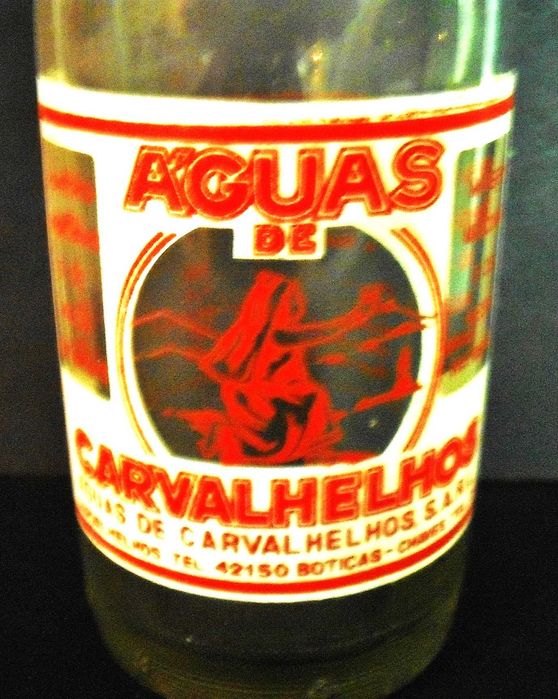 ÁGUAS
DE
CARVALHELHOS
ÁGUAS DE CARVALHELHOS S.A.R.L.
TEL 42150 BOTICAS - CHAVES